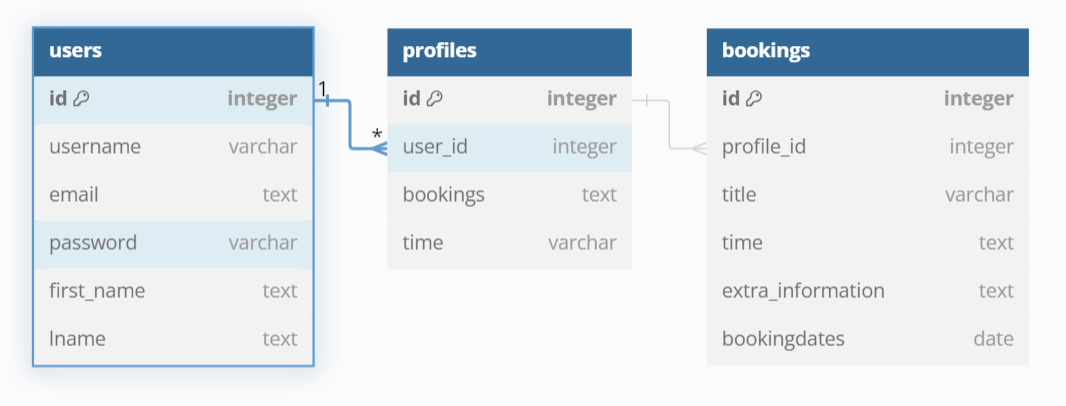 users
id integer
username varchar
email text
password varchar
first_name text
lname text
1
*
profiles
id integer
user_id integer
bookings text
time varchar
bookings
id integer
profile_id integer
title varchar
time text
extra_information text
bookingdates date